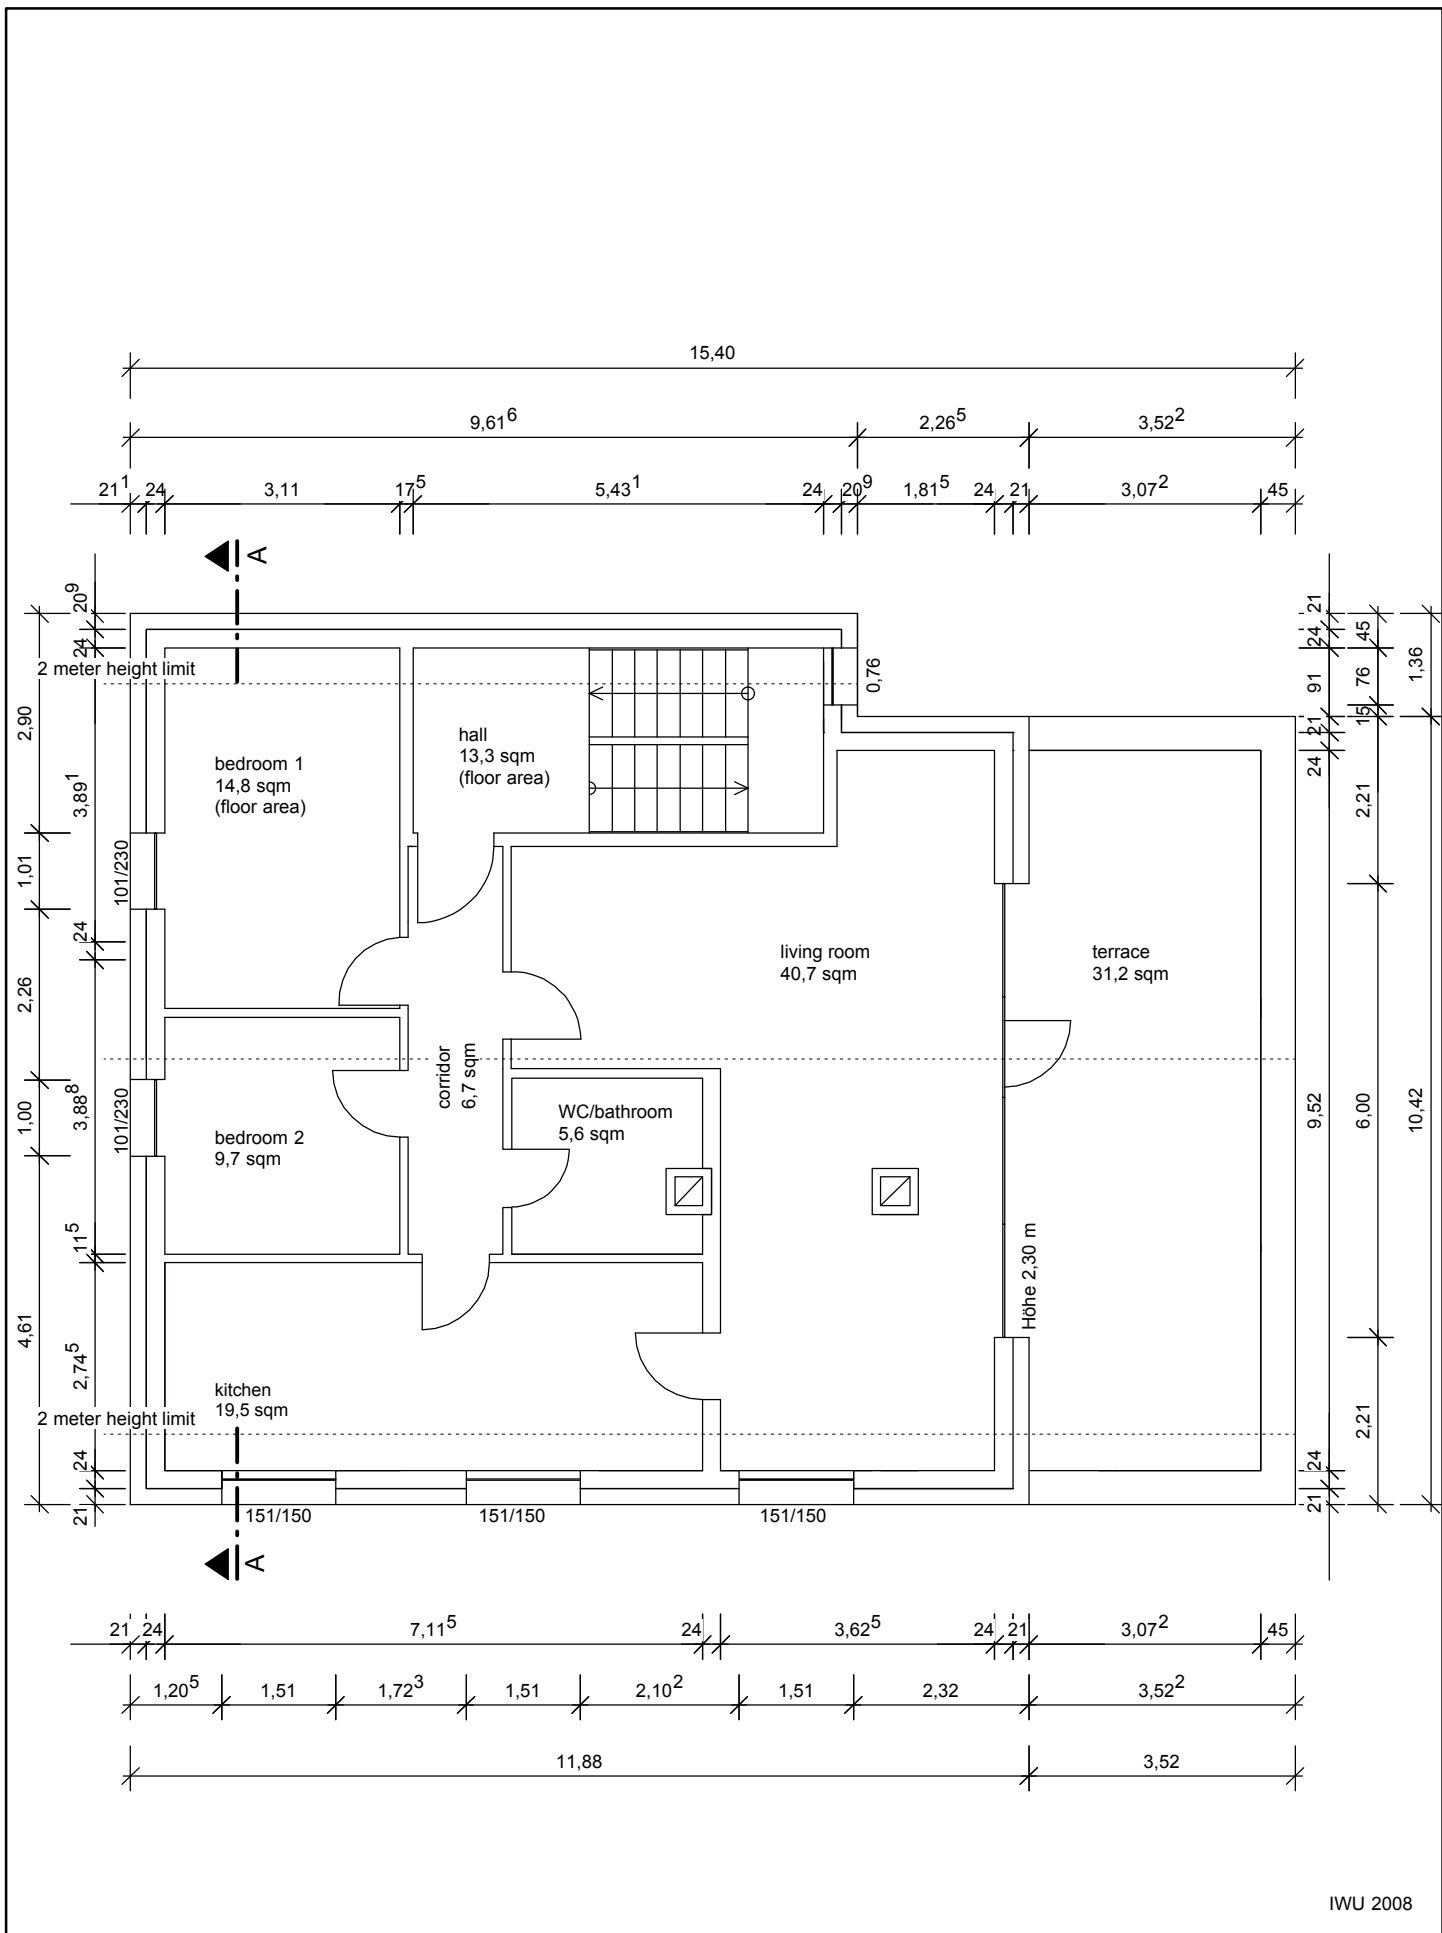 15,40
9,61⁶ 2,26⁵ 3,52²
21¹ 24 3,11 17⁵ 5,43¹ 24 20⁹ 1,81⁵ 24 21 3,07² 45
A
20⁹
24
2 meter height limit
2,90
3,89¹
101/230
1,01
24
2,26
3,88⁸
1,00
101/230
11⁵
4,61
2,74⁵
2 meter height limit
24
21
bedroom 1
14,8 sqm
(floor area)
hall
13,3 sqm
(floor area)
0,76
living room
40,7 sqm
terrace
31,2 sqm
corridor
6,7 sqm
WC/bathroom
5,6 sqm
bedroom 2
9,7 sqm
Höhe 2,30 m
kitchen
19,5 sqm
21
24
45
91
76
1,36
15
21
24
2,21
9,52
6,00
10,42
2,21
24
21
151/150 151/150 151/150
A
21 24 7,11⁵ 24 3,62⁵ 24 21 3,07² 45
1,20⁵ 1,51 1,72³ 1,51 2,10² 1,51 2,32 3,52²
11,88 3,52
IWU 2008